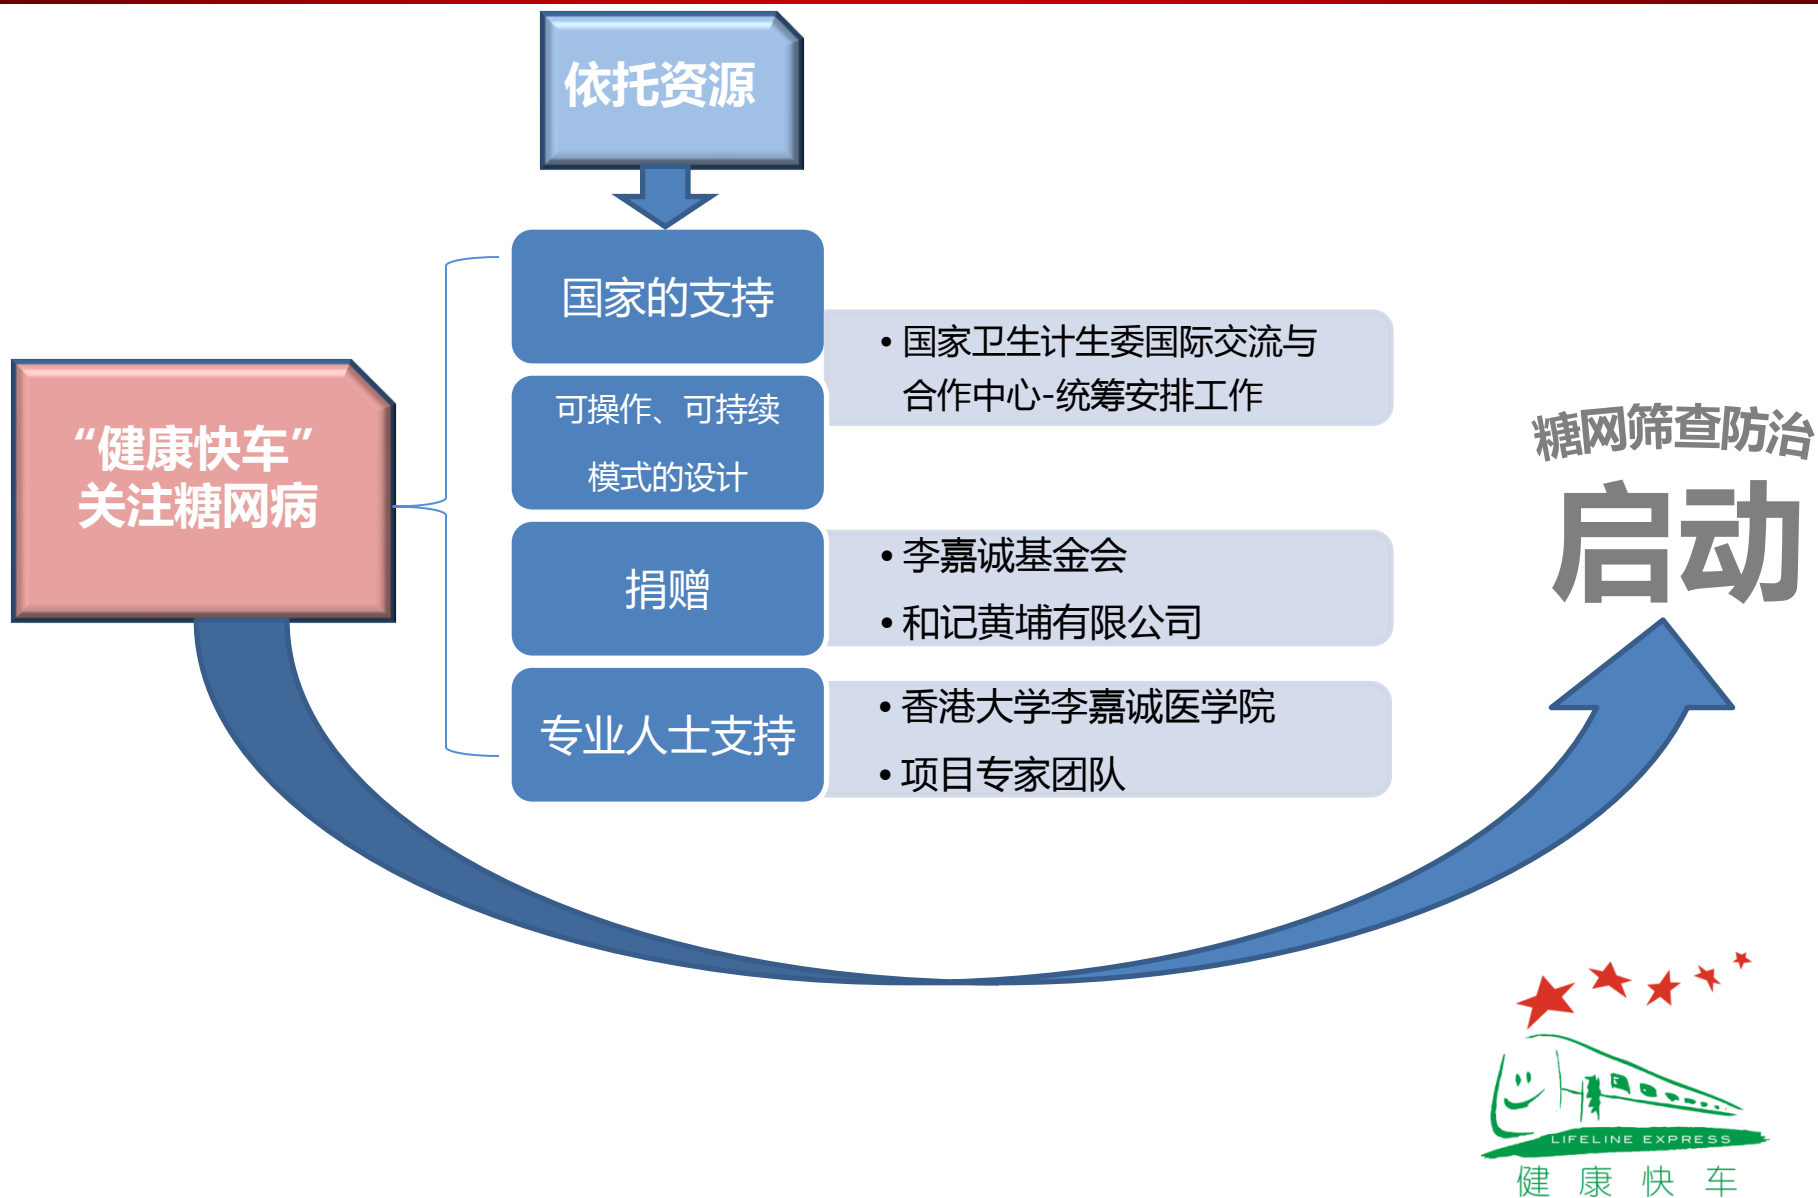 依托资源
“健康快车”
关注糖网病
国家的支持
可操作、可持续
模式的设计
捐赠
专业人士支持
• 国家卫生计生委国际交流与
合作中心-统筹安排工作
• 李嘉诚基金会
• 和记黄埔有限公司
• 香港大学李嘉诚医学院
• 项目专家团队
糖网筛查防治
启动
LIFELINE EXPRESS
健康快车